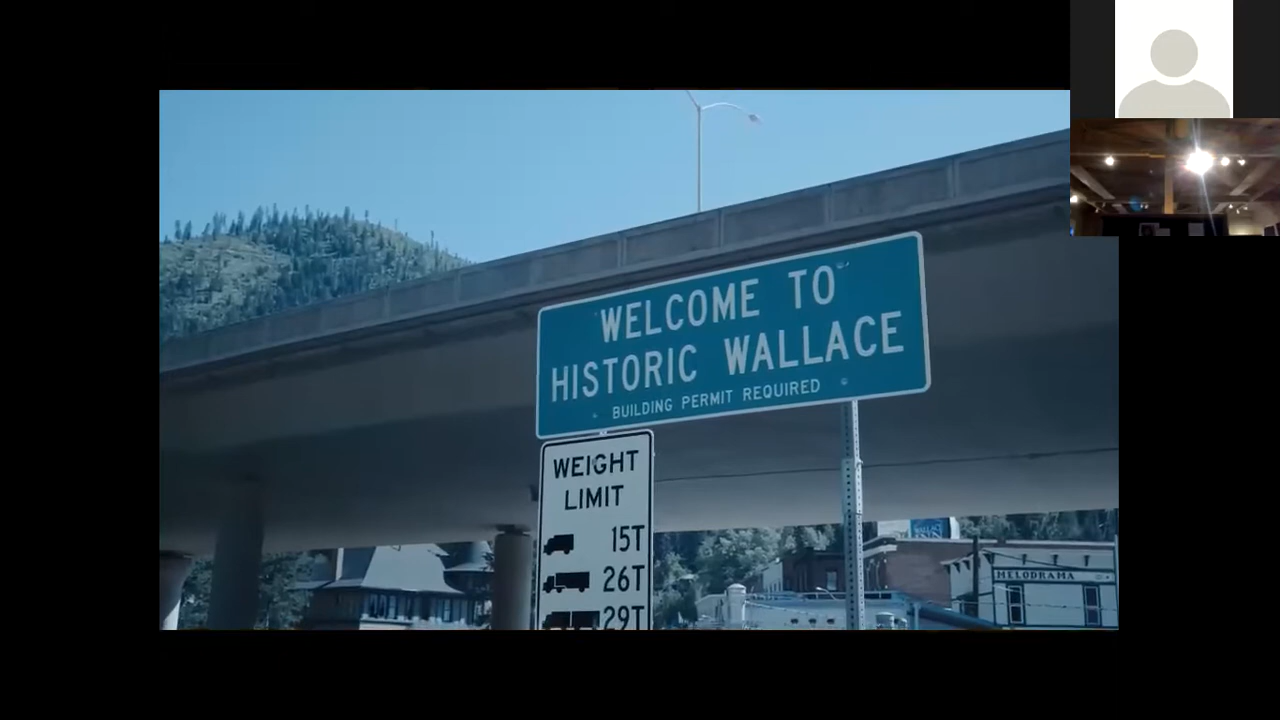 WELCOME TO
HISTORIC WALLACE
BUILDING PERMIT REQUIRED
WEIGHT
LIMIT
15T
26T
29T
MELODRAMA